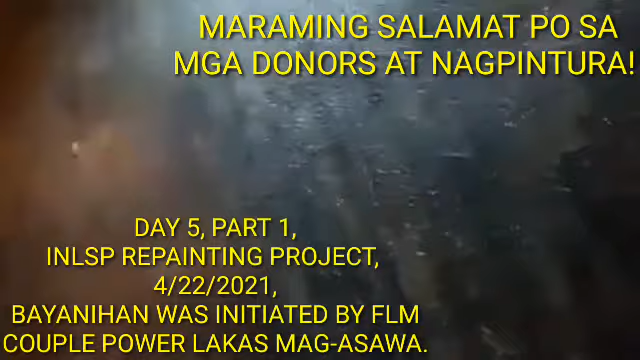 MARAMING SALAMAT PO SA
MGA DONORS AT NAGPINTURA!
DAY 5, PART 1,
INLSP REPAINTING PROJECT,
4/22/2021,
BAYANIHAN WAS INITIATED BY FLM
COUPLE POWER LAKAS MAG-ASAWA.